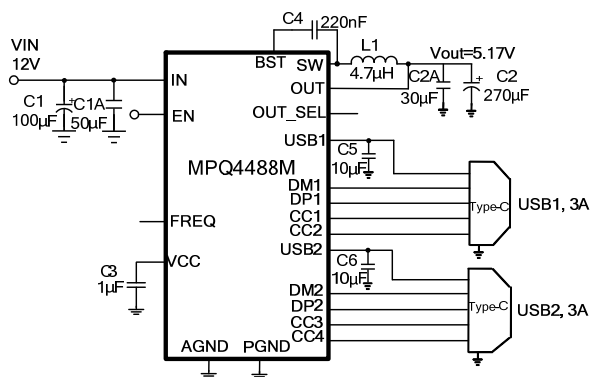 C4
220nF
VIN
12V
BST
SW
L1
4.7µH
Vout=5.17V
IN
OUT
C2A
30µF
C2
270µF
C1
100µF
C1A
50µF
EN
OUT_SEL
USB1
C5
10µF
MPQ4488M
DM1
DP1
CC1
CC2
Type-C
USB1, 3A
FREQ
USB2
VCC
C6
10µF
C3
1µF
DM2
DP2
CC3
CC4
Type-C
USB2, 3A
AGND
PGND